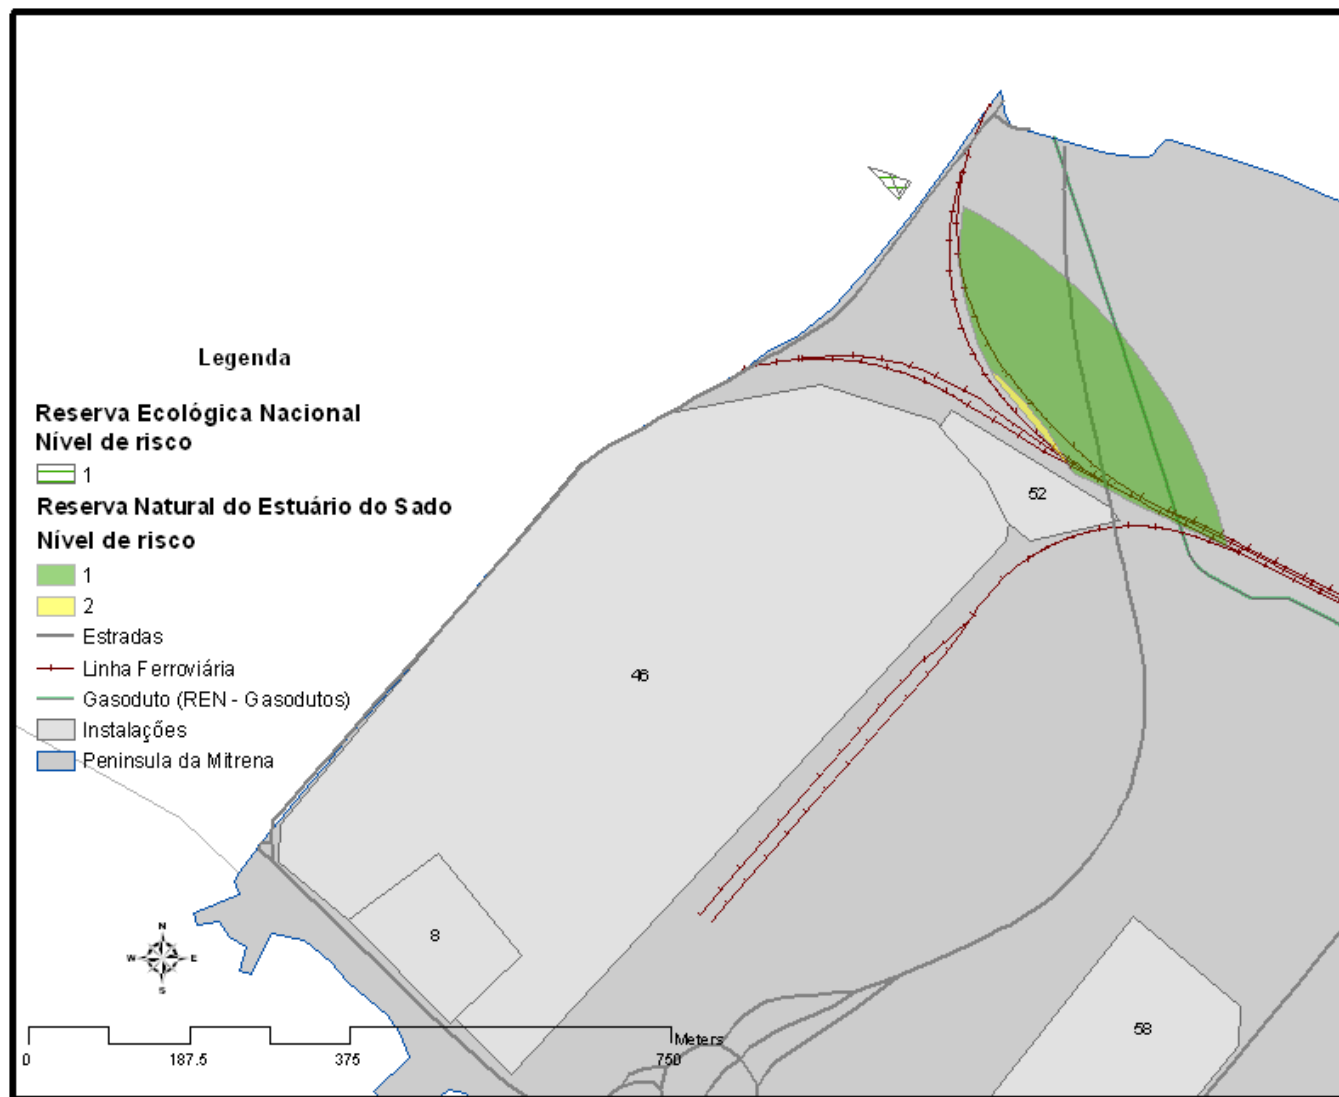 Legenda
Reserva Ecológica Nacional
Nível de risco
1
Reserva Natural do Estuário do Sado
Nível de risco
1
2
Estradas
Linha Ferroviária
Gasoduto (REN - Gasodutos)
Instalações
Peninsula da Mitrena
52
46
8
58
N
W E
S
Meters
0 187.5 375 750